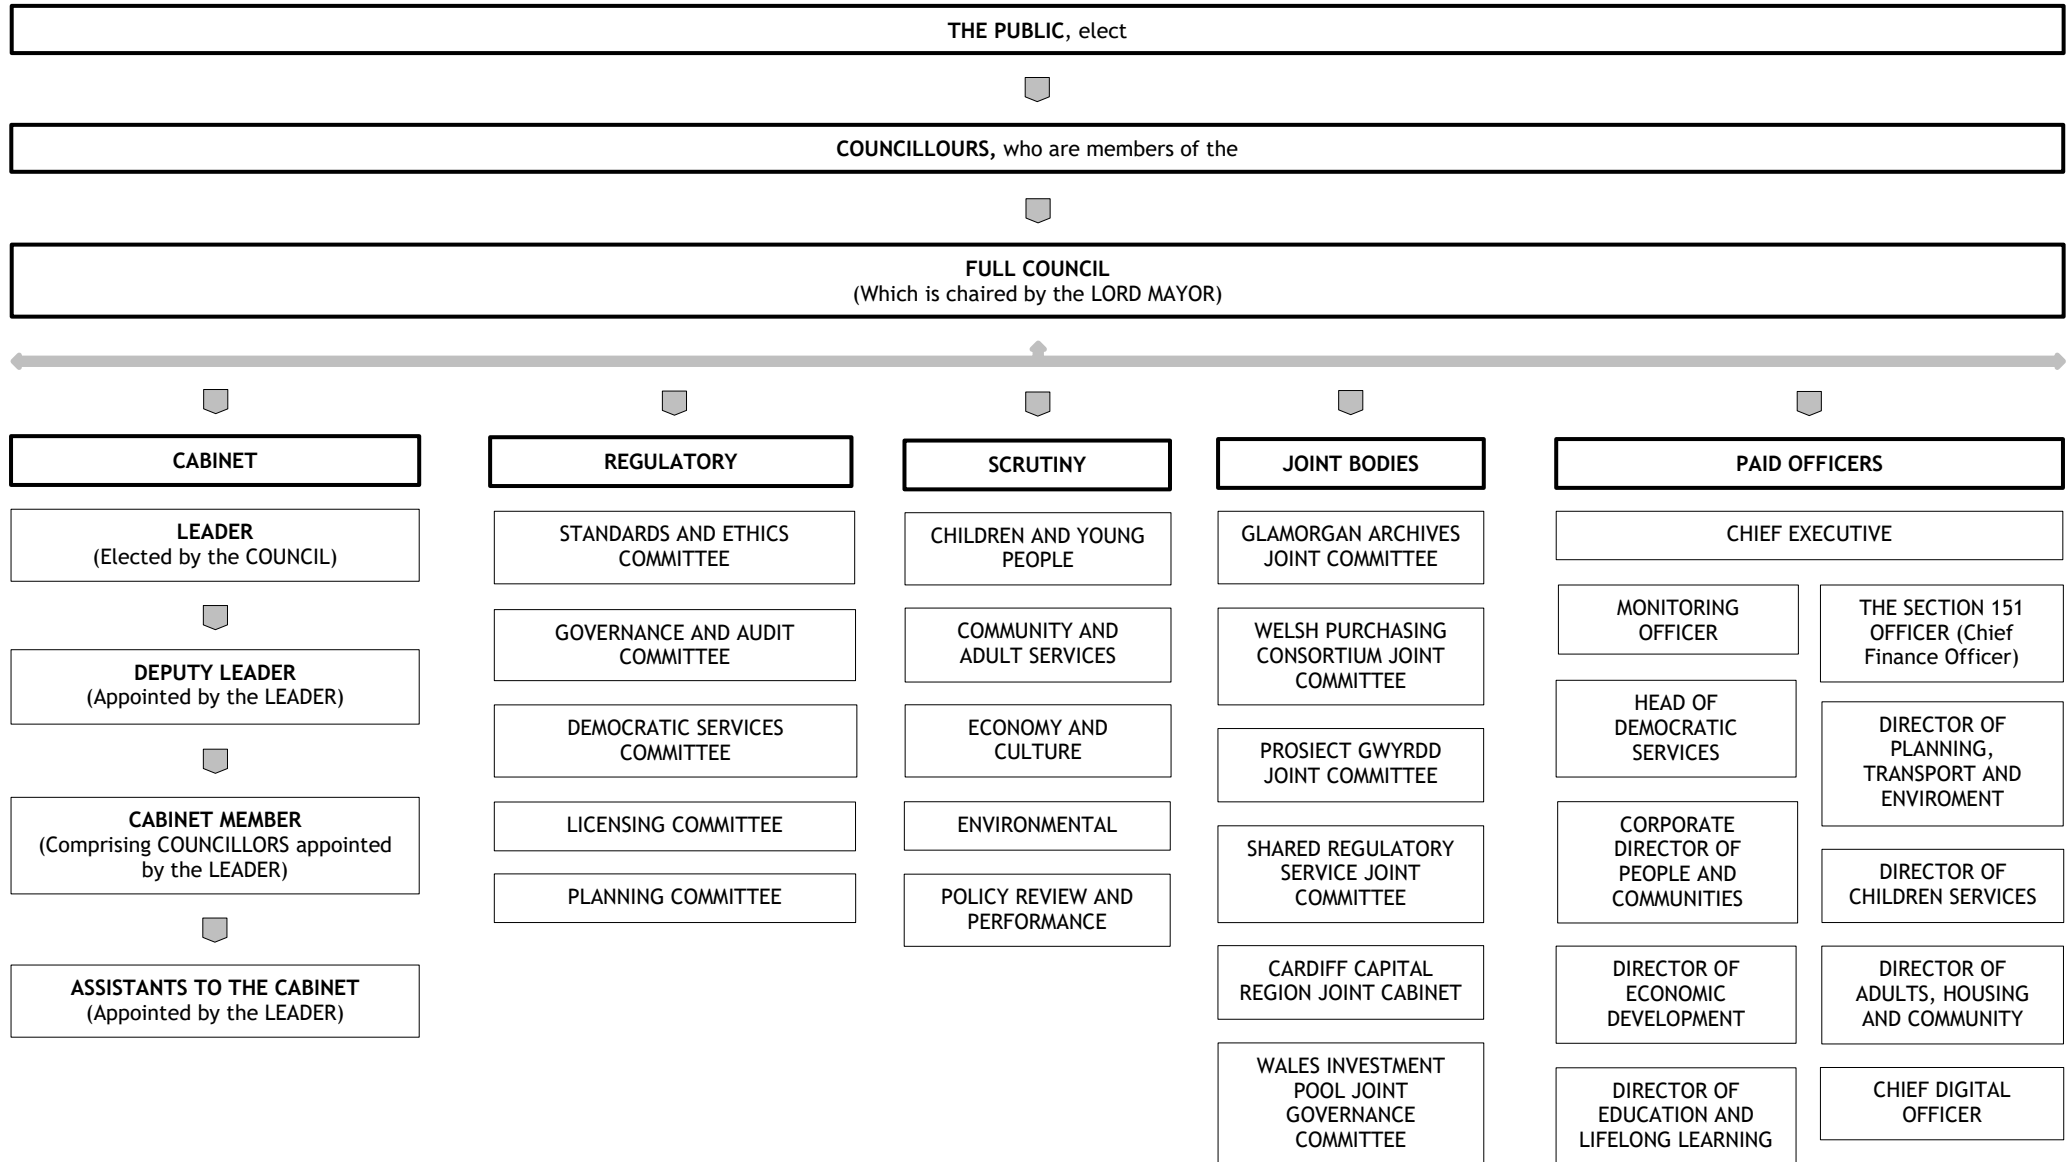 THE PUBLIC, elect
COUNCILLOURS, who are members of the
FULL COUNCIL
(Which is chaired by the LORD MAYOR)
CABINET
LEADER
(Elected by the COUNCIL)
DEPUTY LEADER
(Appointed by the LEADER)
CABINET MEMBER
(Comprising COUNCILLORS appointed
by the LEADER)
ASSISTANTS TO THE CABINET
(Appointed by the LEADER)
REGULATORY
STANDARDS AND ETHICS
COMMITTEE
GOVERNANCE AND AUDIT
COMMITTEE
DEMOCRATIC SERVICES
COMMITTEE
LICENSING COMMITTEE
PLANNING COMMITTEE
SCRUTINY
CHILDREN AND YOUNG
PEOPLE
COMMUNITY AND
ADULT SERVICES
ECONOMY AND
CULTURE
ENVIRONMENTAL
POLICY REVIEW AND
PERFORMANCE
JOINT BODIES
GLAMORGAN ARCHIVES
JOINT COMMITTEE
WELSH PURCHASING
CONSORTIUM JOINT
COMMITTEE
PROSIECT GWYRDD
JOINT COMMITTEE
SHARED REGULATORY
SERVICE JOINT
COMMITTEE
CARDIFF CAPITAL
REGION JOINT CABINET
WALES INVESTMENT
POOL JOINT
GOVERNANCE
COMMITTEE
PAID OFFICERS
CHIEF EXECUTIVE
MONITORING
OFFICER
THE SECTION 151
OFFICER (Chief
Finance Officer)
HEAD OF
DEMOCRATIC
SERVICES
DIRECTOR OF
PLANNING,
TRANSPORT AND
ENVIROMENT
CORPORATE
DIRECTOR OF
PEOPLE AND
COMMUNITIES
DIRECTOR OF
CHILDREN SERVICES
DIRECTOR OF
ECONOMIC
DEVELOPMENT
DIRECTOR OF
ADULTS, HOUSING
AND COMMUNITY
DIRECTOR OF
EDUCATION AND
LIFELONG LEARNING
CHIEF DIGITAL
OFFICER